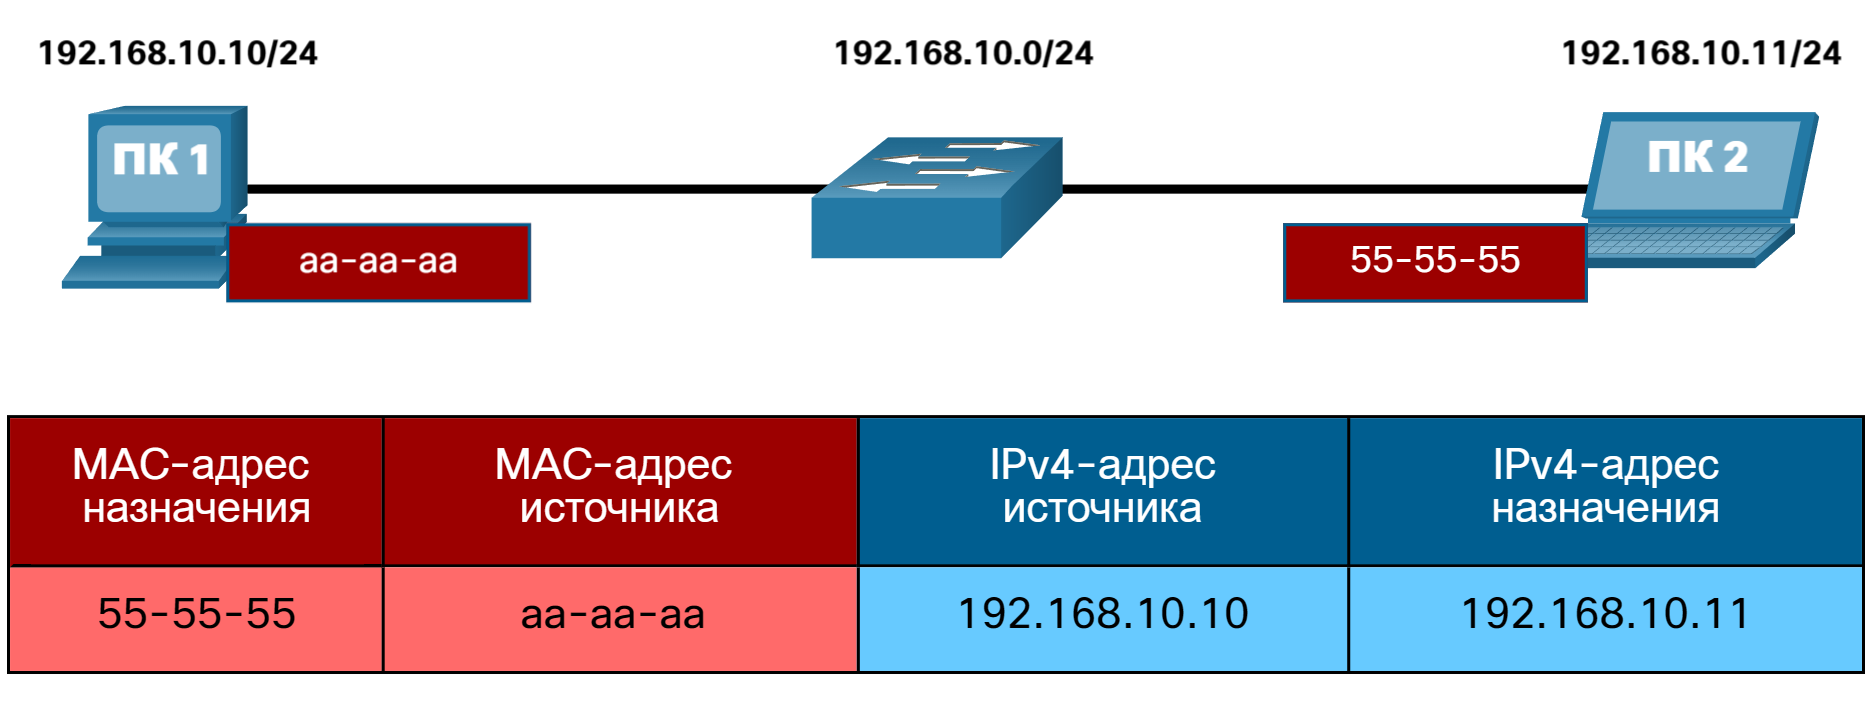 192.168.10.10/24
192.168.10.0/24
192.168.10.11/24
ПК 1
ПК 2
aa-aa-aa
55-55-55
MAC-адрес
назначения
MAC-адрес
источника
IPv4-адрес
источника
IPv4-адрес
назначения
55-55-55
aa-aa-aa
192.168.10.10
192.168.10.11